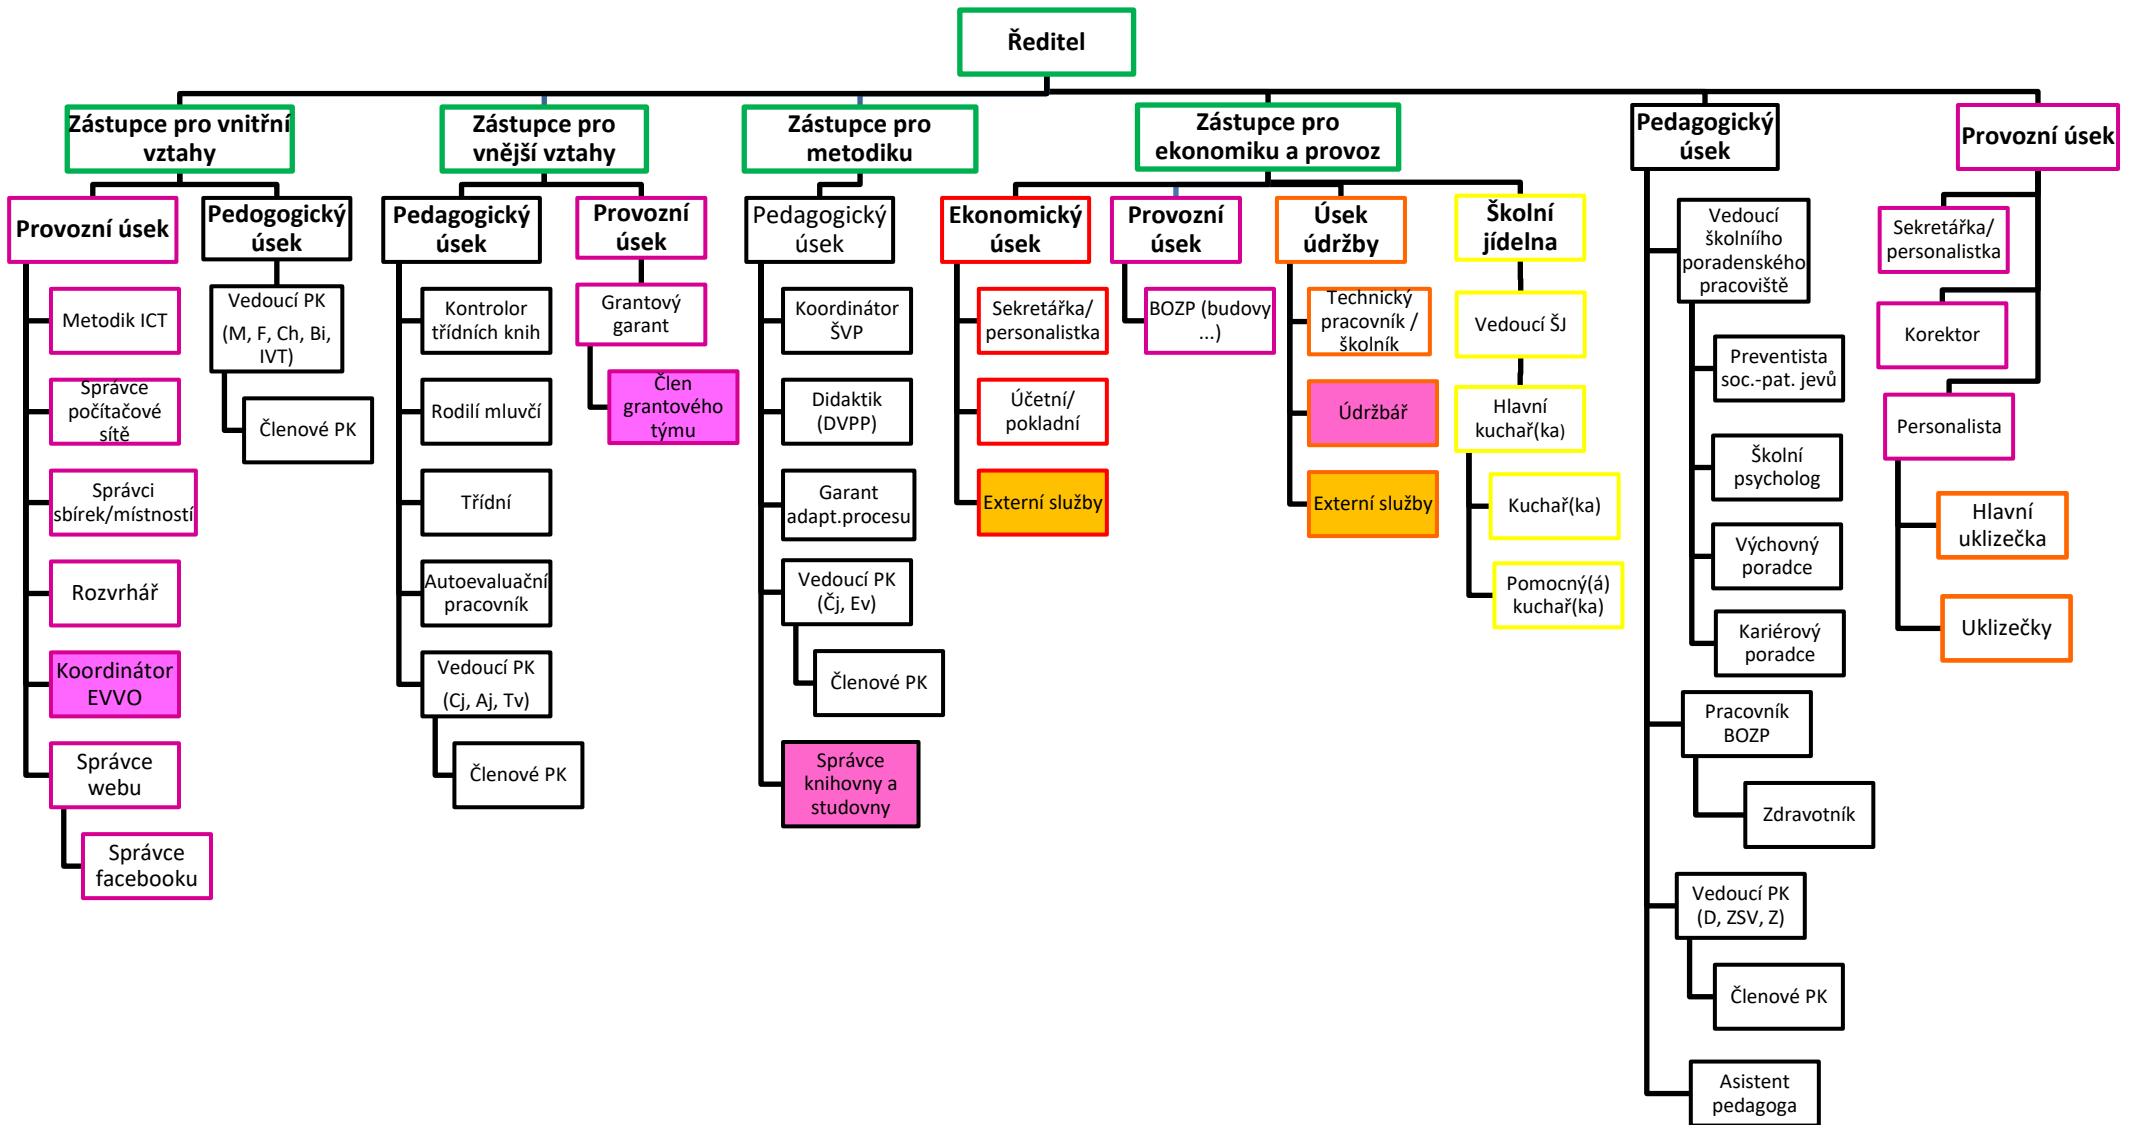 Ředitel
Zástupce pro vnitřní
vztahy
Zástupce pro
vnější vztahy
Zástupce pro
metodiku
Zástupce pro
ekonomiku a provoz
Pedagogický
úsek
Provozní úsek
Provozní úsek
Pedogogický
úsek
Pedagogický
úsek
Provozní
úsek
Pedagogický
úsek
Ekonomický
úsek
Provozní
úsek
Úsek
údržby
Školní
jídelna
Metodik ICT
Správce
počítačové
sítě
Správci
sbírek/místností
Rozvrhář
Koordinátor
EVVO
Správce
webu
Správce
facebooku
Vedoucí PK
(M, F, Ch, Bi,
IVT)
Členové PK
Kontrolor
třídních knih
Rodilí mluvčí
Třídní
Autoevaluační
pracovník
Vedoucí PK
(Cj, Aj, Tv)
Členové PK
Grantový
garant
Člen
grantového
týmu
Koordinátor
ŠVP
Didaktik
(DVPP)
Garant
adapt.procesu
Vedoucí PK
(Čj, Ev)
Členové PK
Správce
knihovny a
studovny
Sekretářka/
personalistka
Účetní/
pokladní
Externí služby
BOZP (budovy
...)
Technický
pracovník /
školník
Údržbář
Externí služby
Vedoucí ŠJ
Hlavní
kuchař(ka)
Kuchař(ka)
Pomocný(á)
kuchař(ka)
Vedoucí
školního
poradenského
pracoviště
Preventista
soc.-pat. jevů
Školní
psycholog
Výchovný
poradce
Kariérový
poradce
Pracovník
BOZP
Zdravotník
Vedoucí PK
(D, ZSV, Z)
Členové PK
Asistent
pedagoga
Sekretářka/
personalistka
Korektor
Personalista
Hlavní
uklizečka
Uklizečky